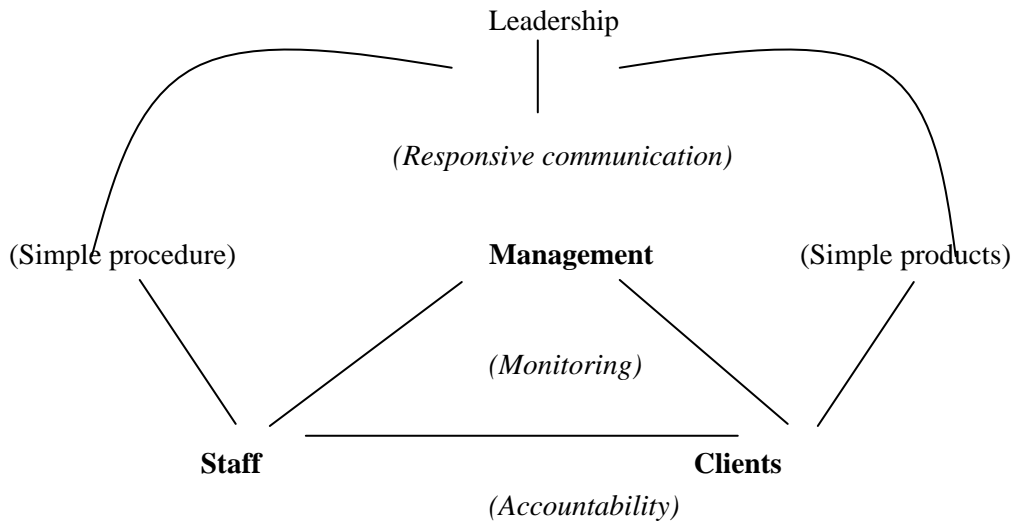 Leadership
(Responsive communication)
(Simple procedure) Management (Simple products)
(Monitoring)
Staff Clients
(Accountability)